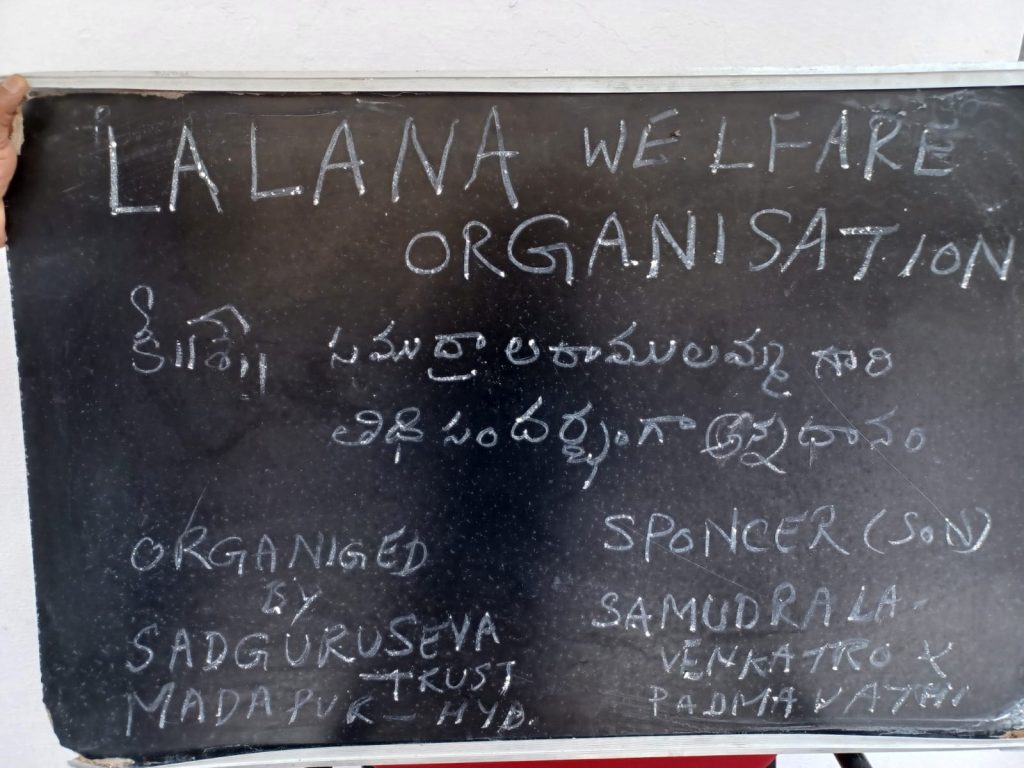 LALANA WELFARE
ORGANISATION
కీ॥శే॥ సముద్రాల రాములమ్మ గారి
తిథి సందర్భంగా అన్నదానం
ORGANIGED
BY
SADGURUSEVA
TRUST
MADAPUR - HYD.
SPONCER (SON)
SAMUDRALA -
VENKATRO &
PADMAVATHI